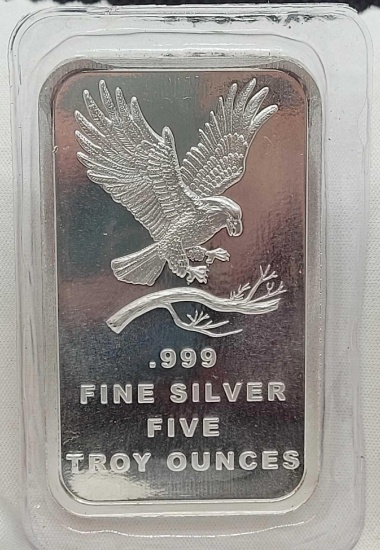 .999
FINE SILVER
FIVE
TROY OUNCES